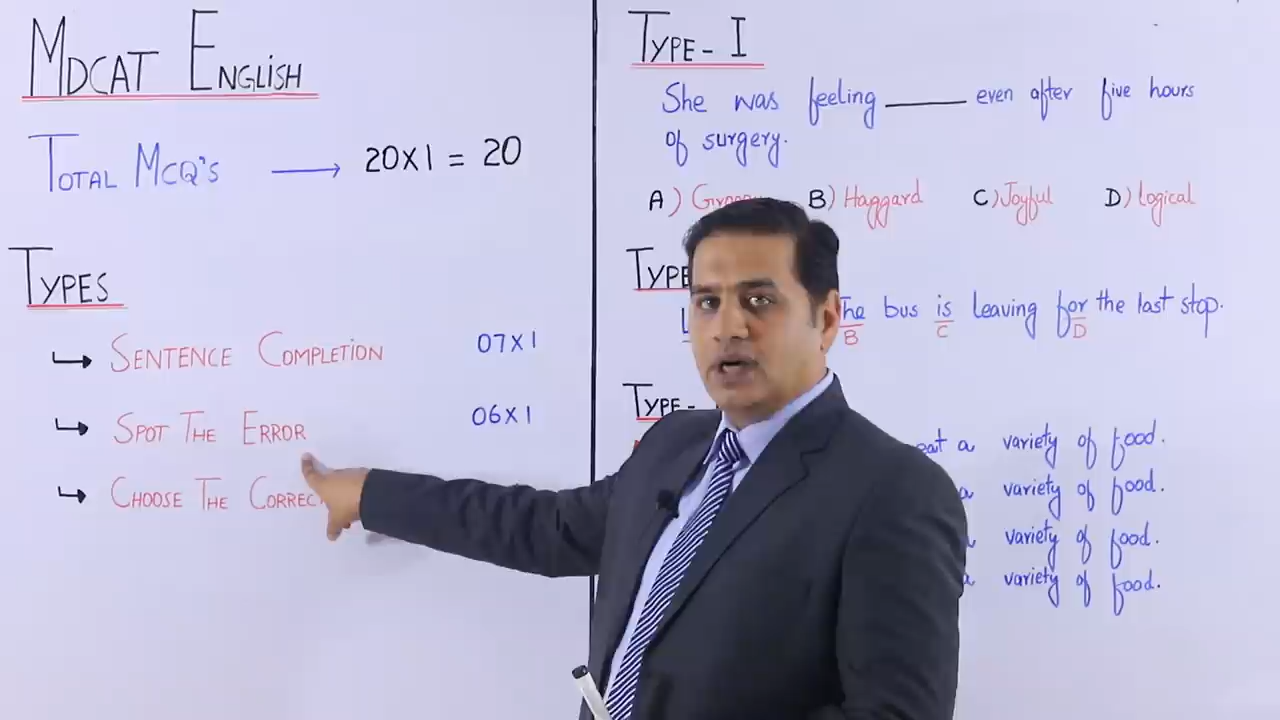 MDCAT ENGLISH
TOTAL MCQ'S → 20X1 = 20
TYPES
↳ SENTENCE COMPLETION 07X1
↳ SPOT THE ERROR 06X1
↳ CHOOSE THE CORRECT
TYPE - I
She was feeling ______ even after five hours
of surgery.
A) B) Haggard C) Joyful D) logical
TYPE
The bus is leaving for the last stop.
B C D
TYPE -
eat a variety of food.
a variety of food.
variety of food.
a variety of food.